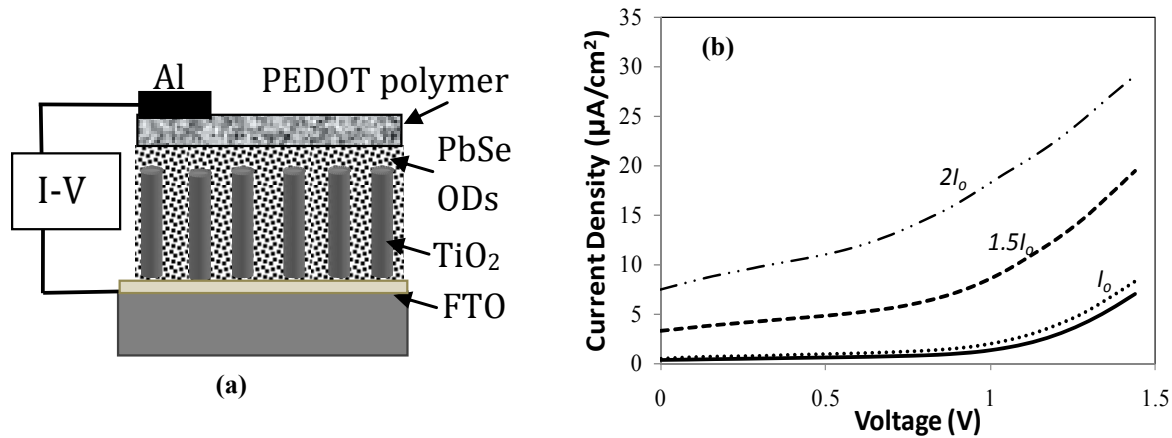 Al
PEDOT polymer
PbSe
ODs
I-V
TiO₂
FTO
(a)
(b)
Current Density (µA/cm²)
35
30
25
20
15
10
5
0
2Iₒ
1.5Iₒ
Iₒ
0
0.5
1
1.5
Voltage (V)